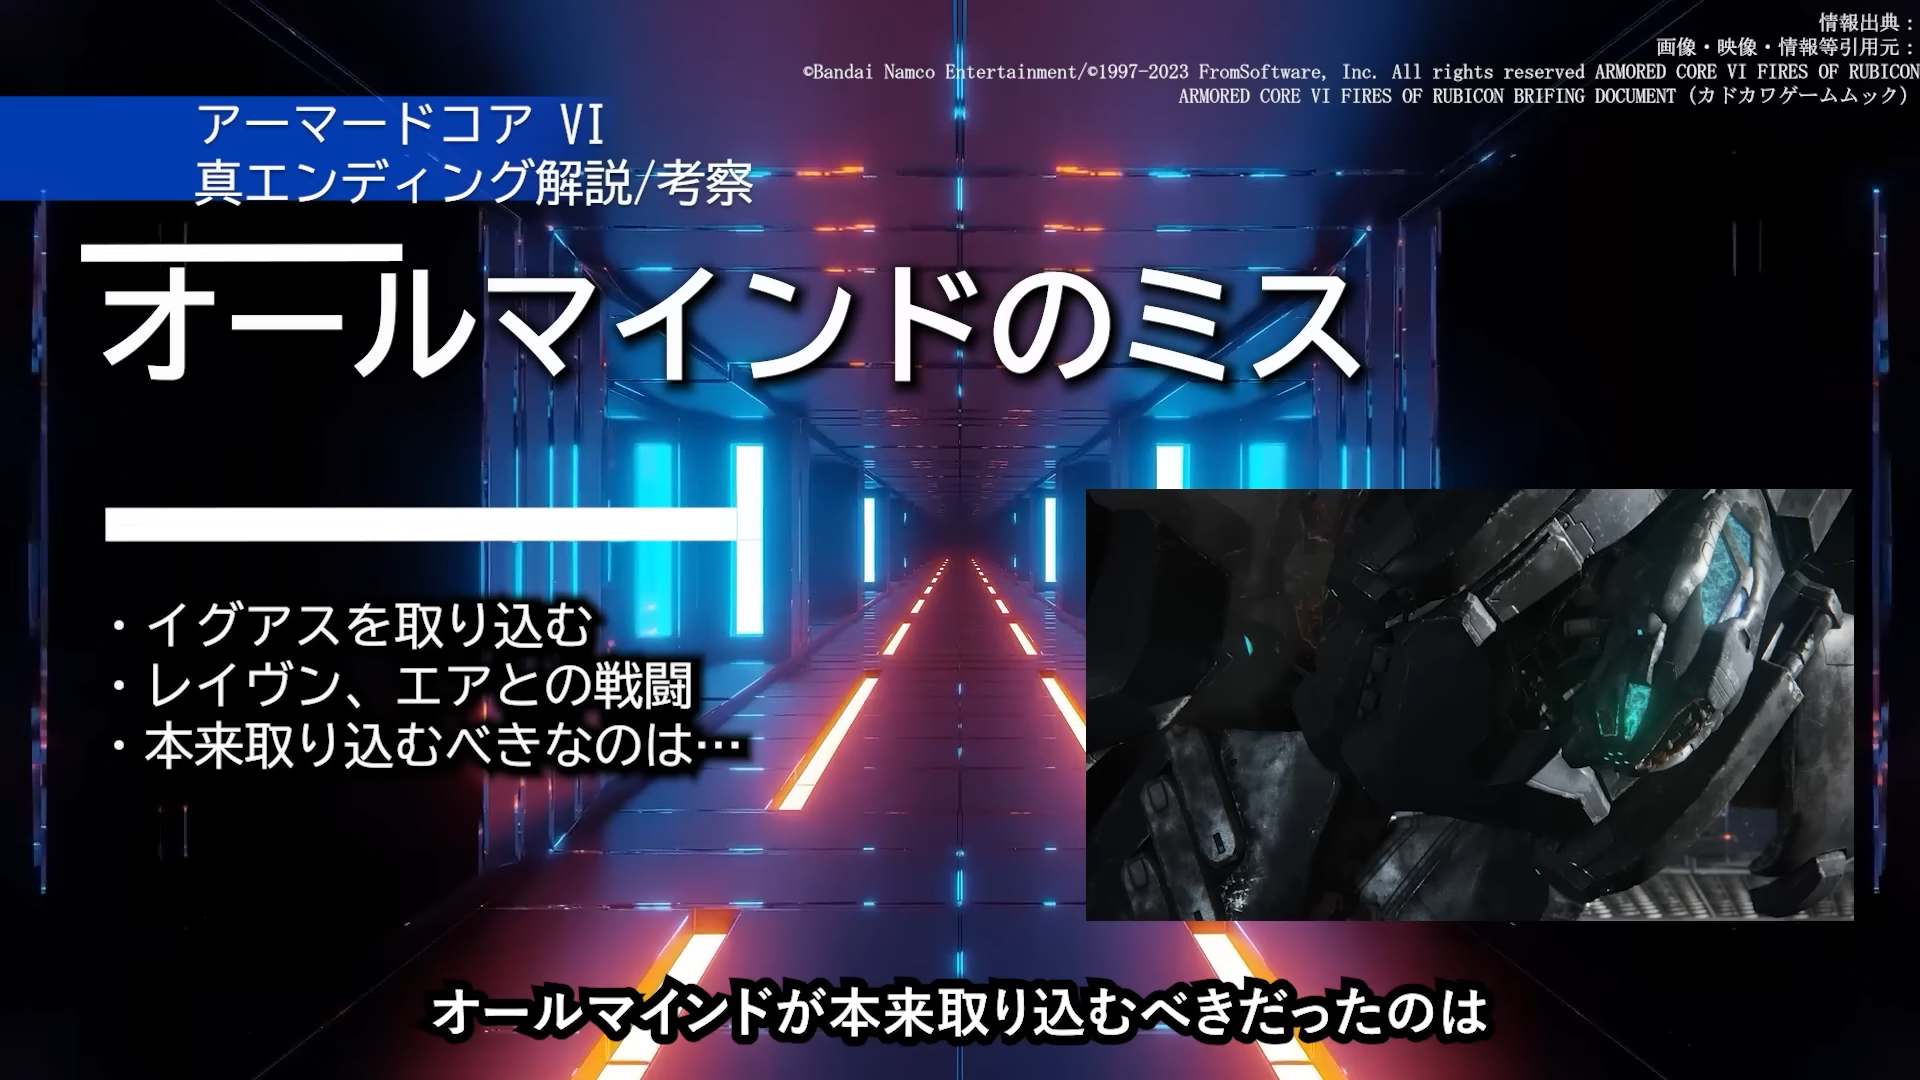 情報出典：
画像・映像・情報等引用元：
©Bandai Namco Entertainment/©1997-2023 FromSoftware, Inc. All rights reserved ARMORED CORE VI FIRES OF RUBICON
ARMORED CORE VI FIRES OF RUBICON BRIFING DOCUMENT (カドカワゲームムック)
アーマードコア VI
真エンディング解説/考察
オールマインドのミス
・イグアスを取り込む
・レイヴン、エアとの戦闘
・本来取り込むべきなのは…
オールマインドが本来取り込むべきだったのは